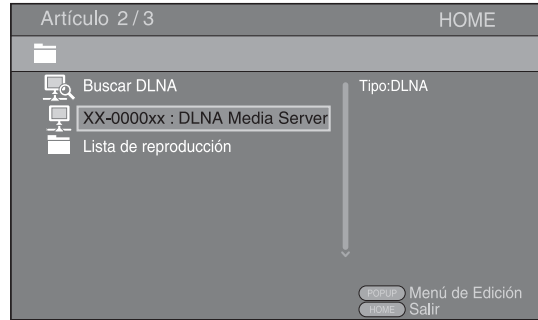 Artículo 2/3
HOME
Buscar DLNA
Tipo:DLNA
XX-0000xx : DLNA Media Server
Lista de reproducción
POPUP Menú de Edición
HOME Salir